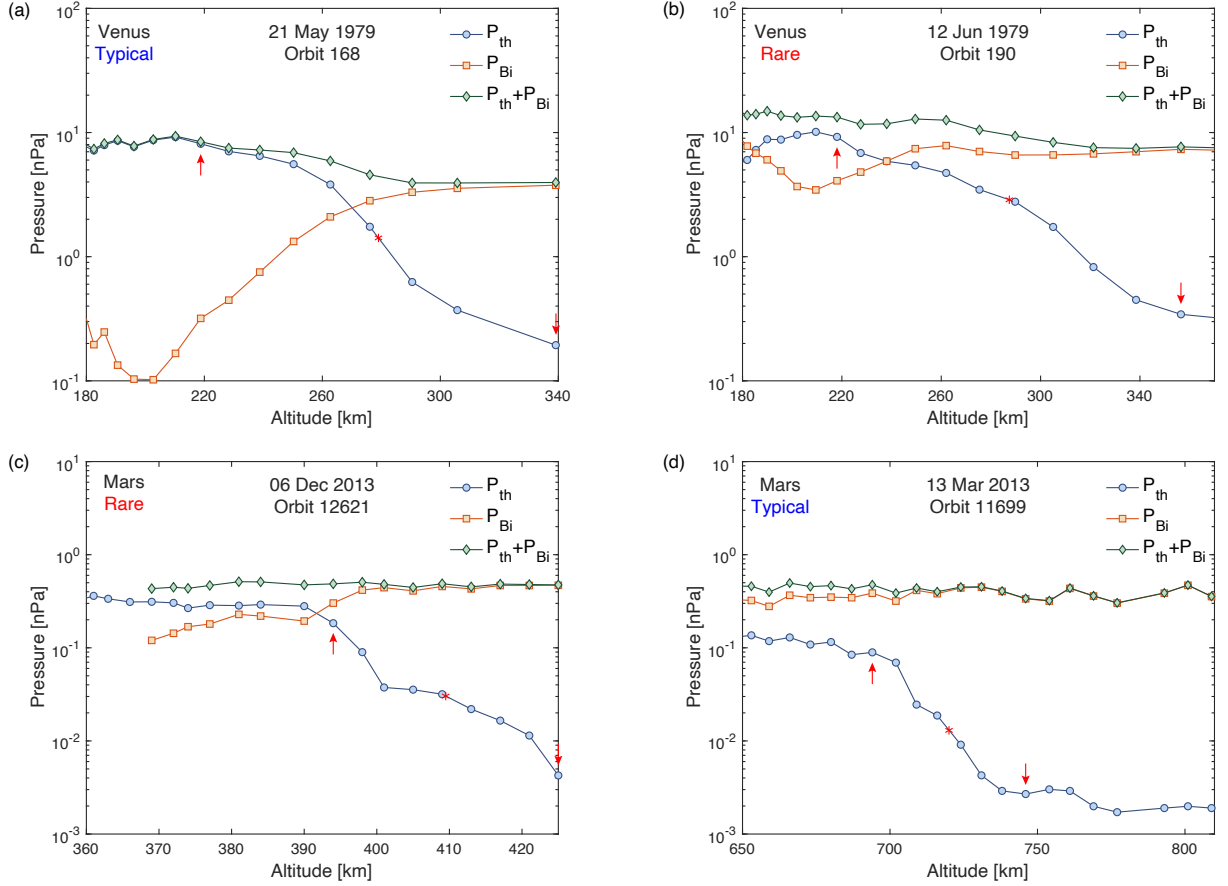 (a)
Venus
Typical
21 May 1979
Orbit 168
P_th
P_Bi
P_th+P_Bi
10^2
10^1
10^0
10^-1
Pressure [nPa]
180 220 260 300 340
Altitude [km]
(b)
Venus
Rare
12 Jun 1979
Orbit 190
P_th
P_Bi
P_th+P_Bi
10^2
10^1
10^0
10^-1
Pressure [nPa]
180 220 260 300 340
Altitude [km]
(c)
Mars
Rare
06 Dec 2013
Orbit 12621
P_th
P_Bi
P_th+P_Bi
10^1
10^0
10^-1
10^-2
10^-3
Pressure [nPa]
360 370 380 390 400 410 420
Altitude [km]
(d)
Mars
Typical
13 Mar 2013
Orbit 11699
P_th
P_Bi
P_th+P_Bi
10^1
10^0
10^-1
10^-2
10^-3
Pressure [nPa]
650 700 750 800
Altitude [km]